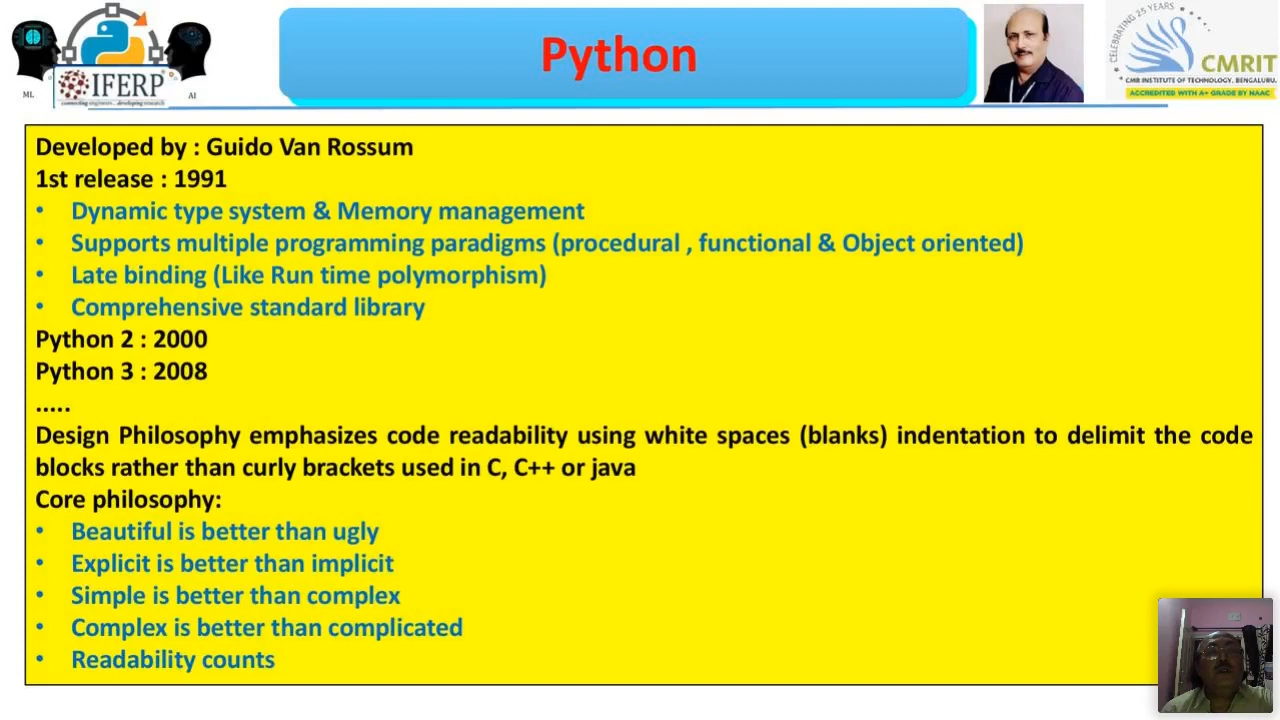 Python
ML
IFERP
AI
connecting engineers... developing research
CELEBRATING 25 YEARS
CMRIT
CMR INSTITUTE OF TECHNOLOGY, BENGALURU.
ACCREDITED WITH A+ GRADE BY NAAC
Developed by : Guido Van Rossum
1st release : 1991
• Dynamic type system & Memory management
• Supports multiple programming paradigms (procedural , functional & Object oriented)
• Late binding (Like Run time polymorphism)
• Comprehensive standard library
Python 2 : 2000
Python 3 : 2008
.....
Design Philosophy emphasizes code readability using white spaces (blanks) indentation to delimit the code
blocks rather than curly brackets used in C, C++ or java
Core philosophy:
• Beautiful is better than ugly
• Explicit is better than implicit
• Simple is better than complex
• Complex is better than complicated
• Readability counts